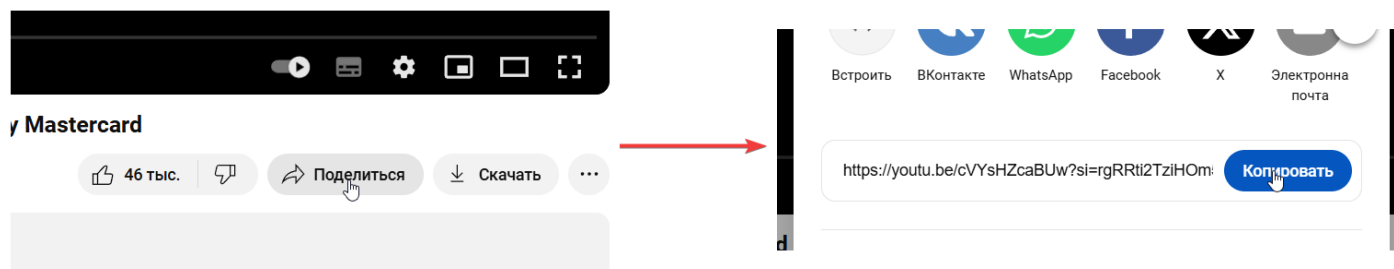 y Mastercard
46 тыс.
Поделиться
Скачать
Встроить ВКонтакте WhatsApp Facebook X Электронна
почта
https://youtu.be/cVYsHZcaBUw?si=rgRRti2TziHOm
Копировать
d